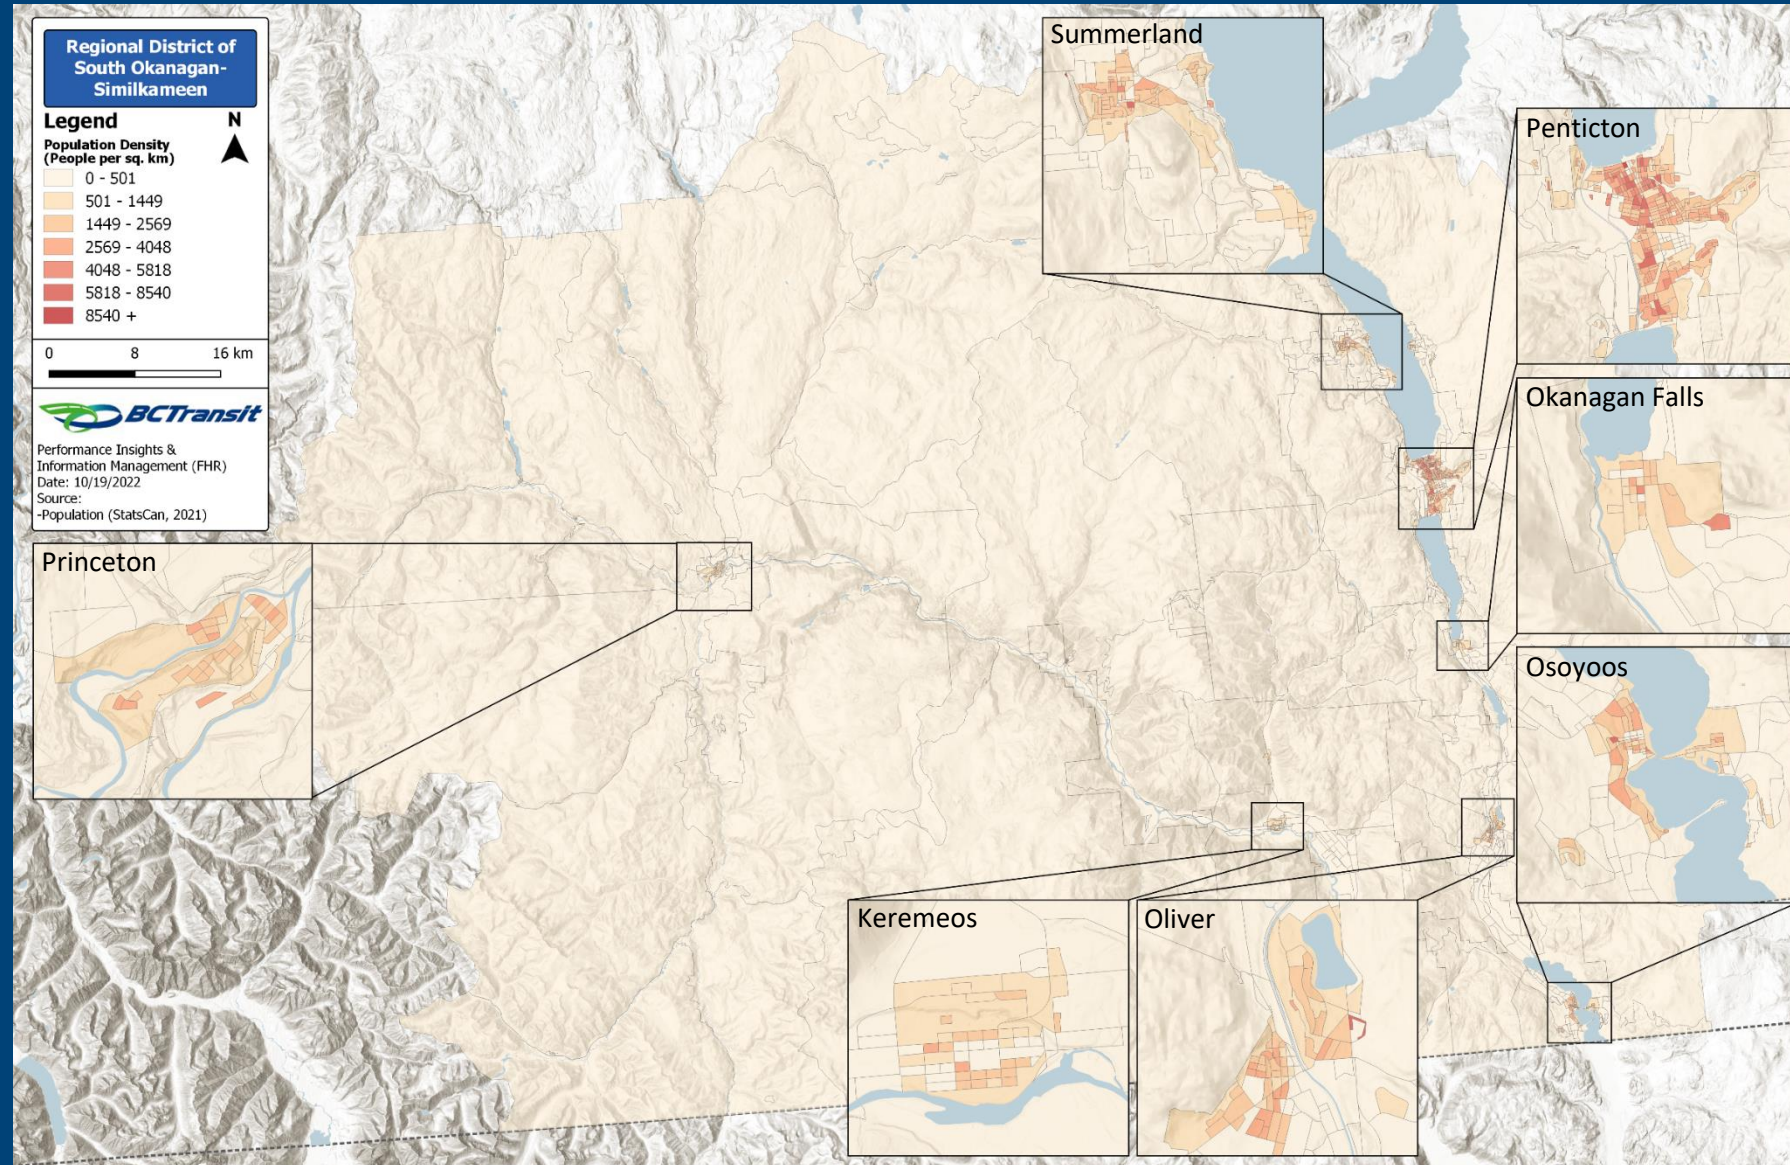 Regional District of
South Okanagan-
Similkameen
Legend
N
Population Density
(People per sq. km)
0 - 501
501 - 1449
1449 - 2569
2569 - 4048
4048 - 5818
5818 - 8540
8540 +
0 8 16 km
BCTransit
Performance Insights &
Information Management (FHR)
Date: 10/19/2022
Source:
-Population (StatsCan, 2021)
Summerland
Penticton
Okanagan Falls
Princeton
Osoyoos
Keremeos
Oliver